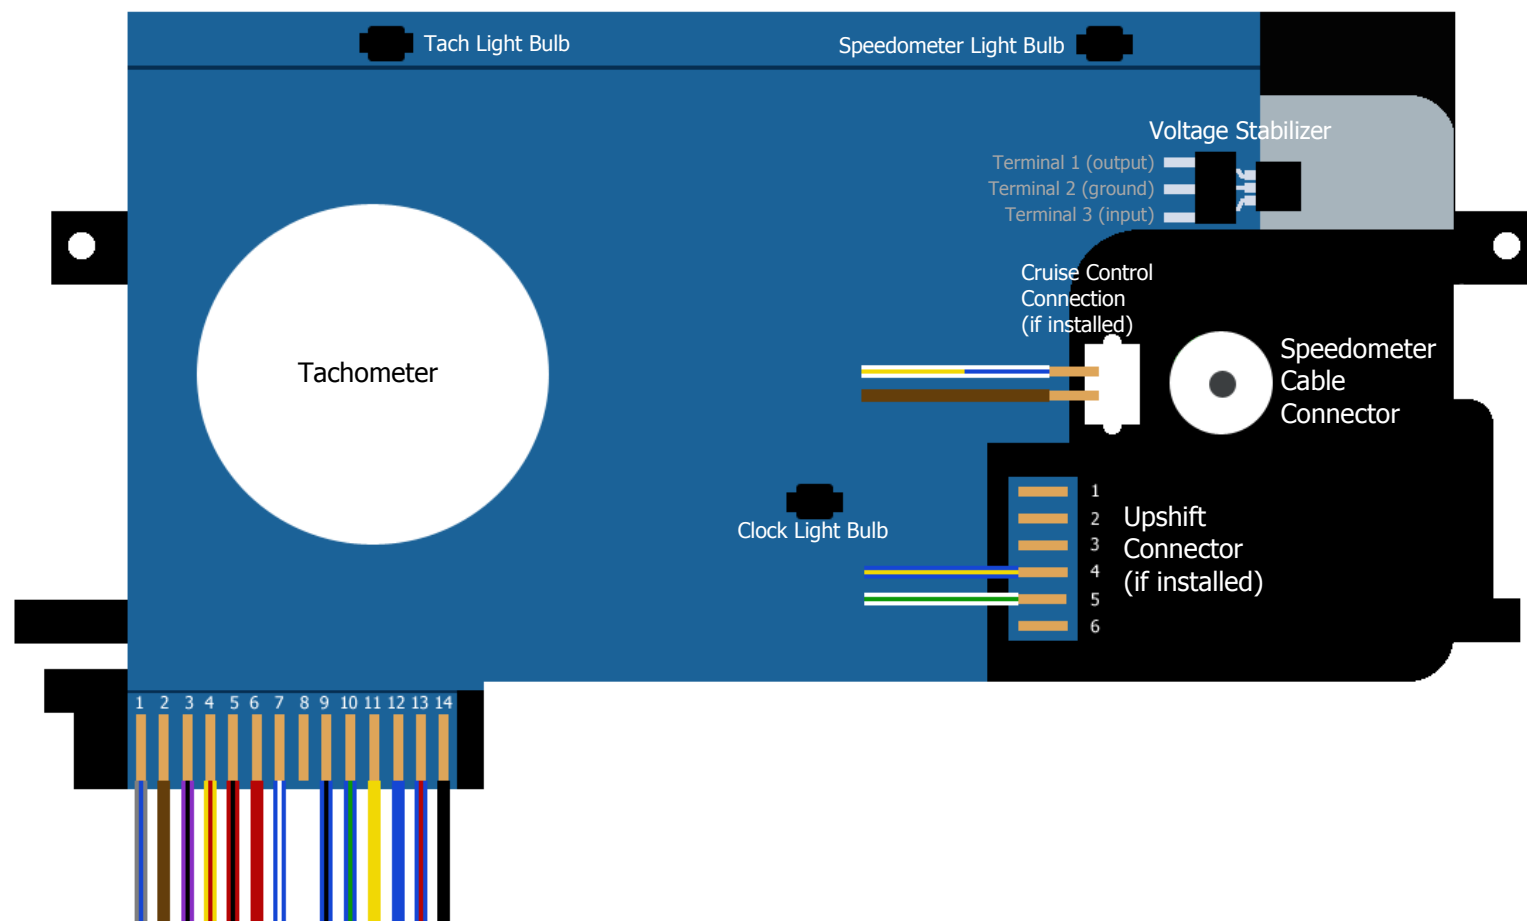 Tach Light Bulb
Speedometer Light Bulb
Voltage Stabilizer
Terminal 1 (output)
Terminal 2 (ground)
Terminal 3 (input)
Cruise Control
Connection
(if installed)
Tachometer
Speedometer
Cable
Connector
Clock Light Bulb
1
2
3
4
5
6
Upshift
Connector
(if installed)
1 2 3 4 5 6 7 8 9 10 11 12 13 14